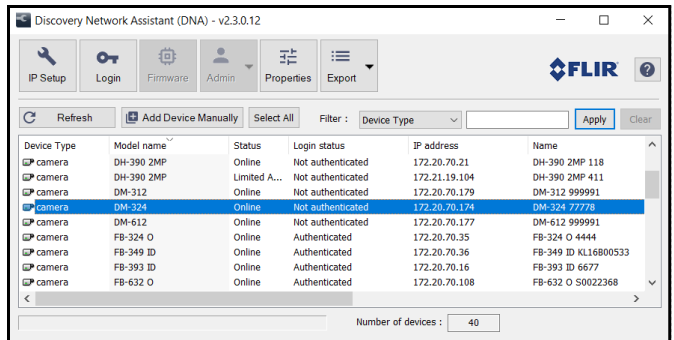 Discovery Network Assistant (DNA) - v2.3.0.12
IP Setup Login Firmware Admin Properties Export FLIR ?
Refresh Add Device Manually Select All Filter : Device Type Apply Clear
Device Type Model name Status Login status IP address Name
camera DH-390 2MP Online Not authenticated 172.20.70.21 DH-390 2MP 118
camera DH-390 2MP Limited A... Not authenticated 172.21.19.104 DH-390 2MP 411
camera DM-312 Online Not authenticated 172.20.70.179 DM-312 999991
camera DM-324 Online Not authenticated 172.20.70.174 DM-324 77778
camera DM-612 Online Not authenticated 172.20.70.177 DM-612 999991
camera FB-324 O Online Authenticated 172.20.70.35 FB-324 O 4444
camera FB-349 ID Online Authenticated 172.20.70.36 FB-349 ID KL16B00533
camera FB-393 ID Online Authenticated 172.20.70.16 FB-393 ID 6677
camera FB-632 O Online Authenticated 172.20.70.108 FB-632 O S0022368
Number of devices : 40